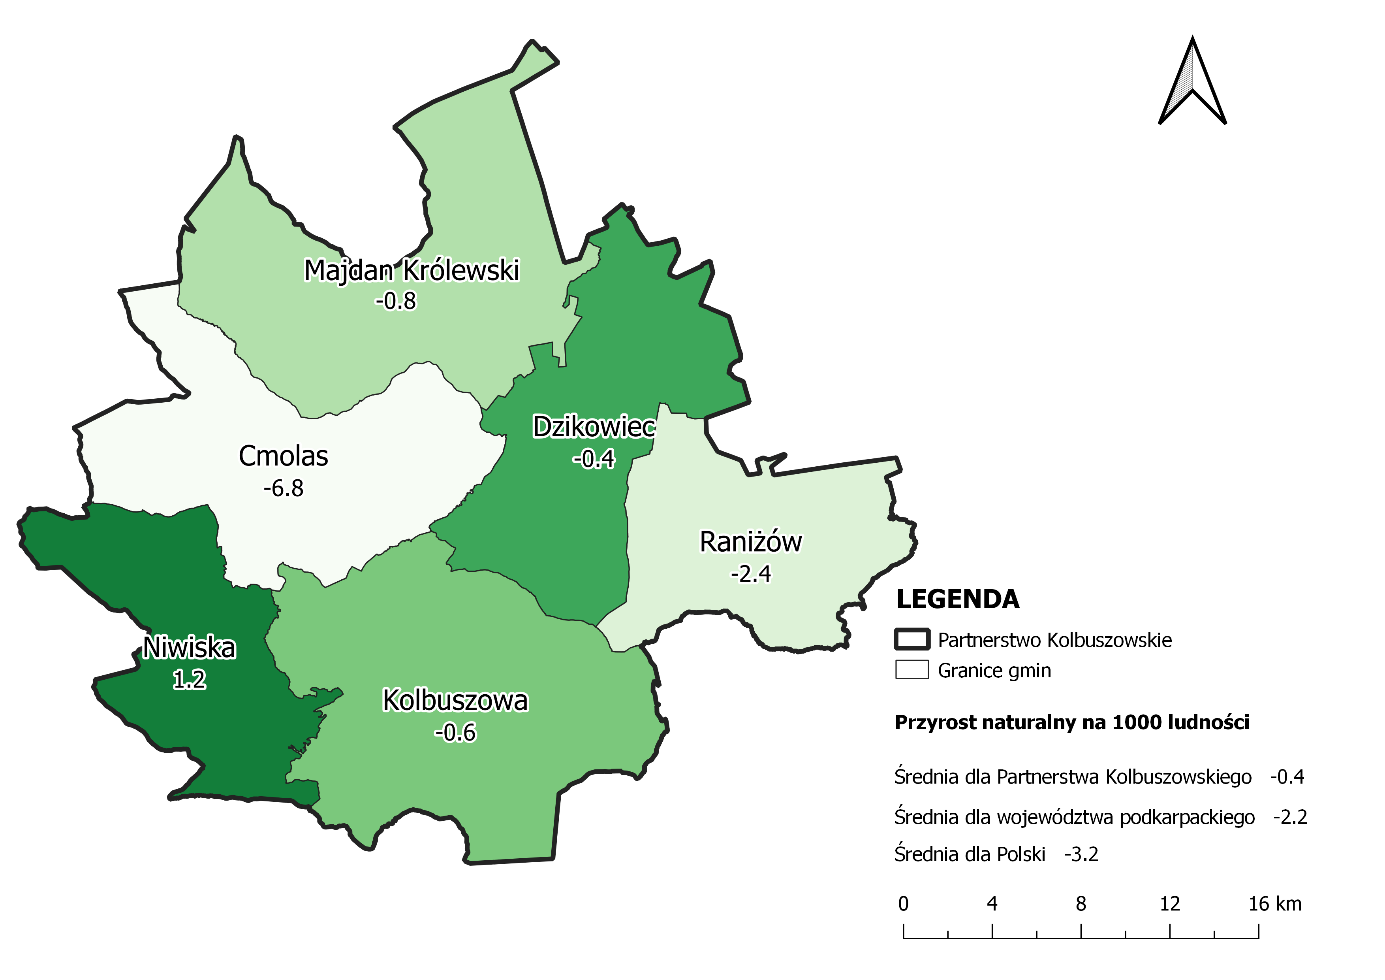 Majdan Królewski
-0.8
Dzikowiec
-0.4
Cmolas
-6.8
Raniżów
-2.4
Niwiska
1.2
Kolbuszowa
-0.6
LEGENDA
Partnerstwo Kolbuszowskie
Granice gmin
Przyrost naturalny na 1000 ludności
Średnia dla Partnerstwa Kolbuszowskiego -0.4
Średnia dla województwa podkarpackiego -2.2
Średnia dla Polski -3.2
0 4 8 12 16 km